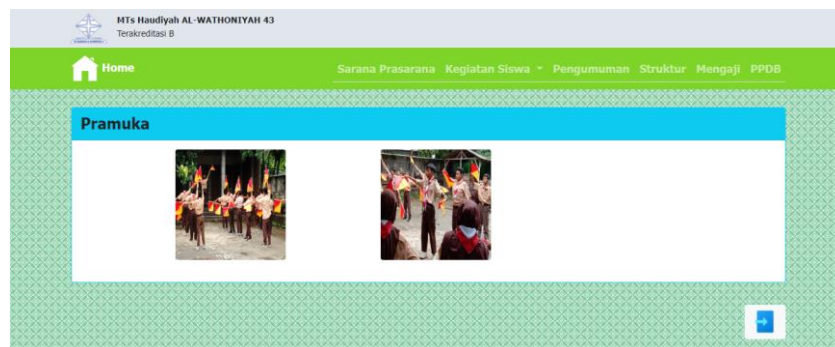 MTs Haudiyah AL-WATHONIYAH 43
Terakreditasi B
Home Sarana Prasarana Kegiatan Siswa Pengumuman Struktur Mengaji PPDB
Pramuka